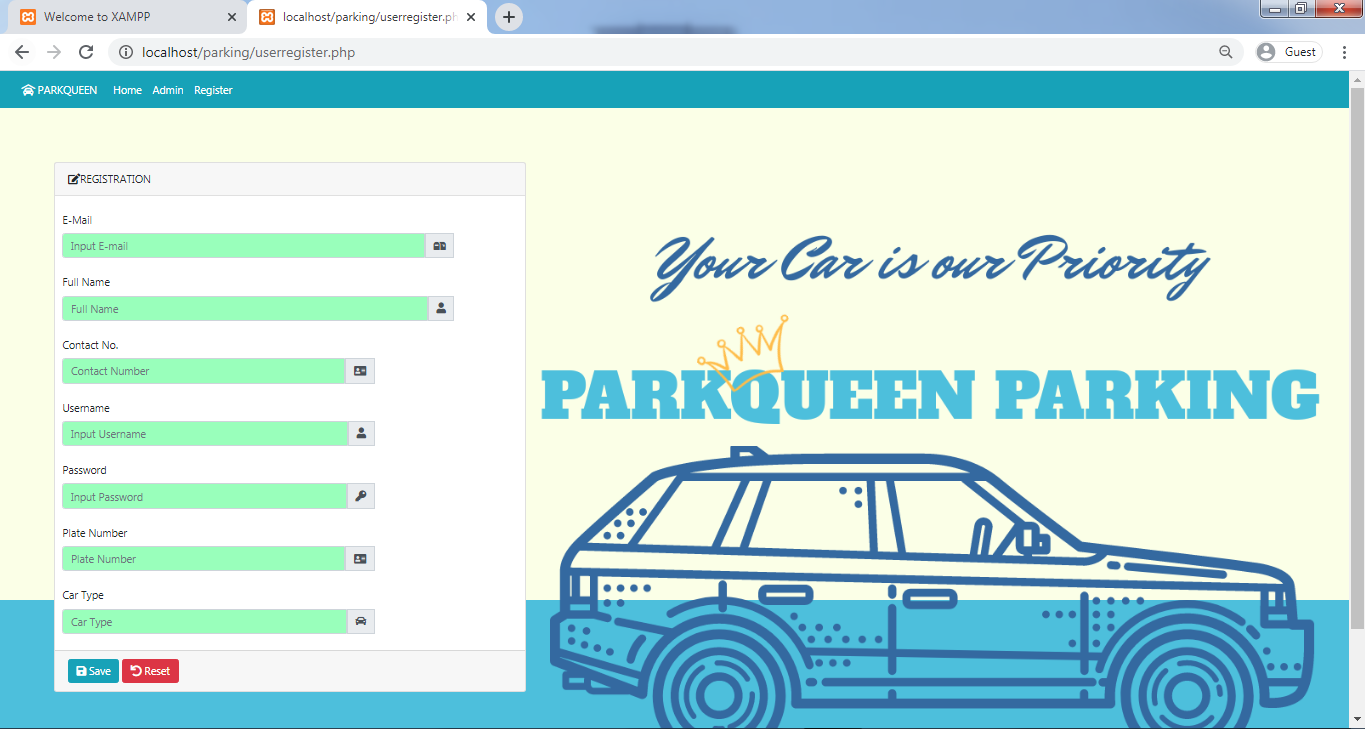 Welcome to XAMPP
localhost/parking/userregister.ph
localhost/parking/userregister.php
Guest
PARKQUEEN Home Admin Register
REGISTRATION
E-Mail
Input E-mail
Full Name
Full Name
Contact No.
Contact Number
Username
Input Username
Password
Input Password
Plate Number
Plate Number
Car Type
Car Type
Save Reset
Your Car is our Priority
PARKQUEEN PARKING